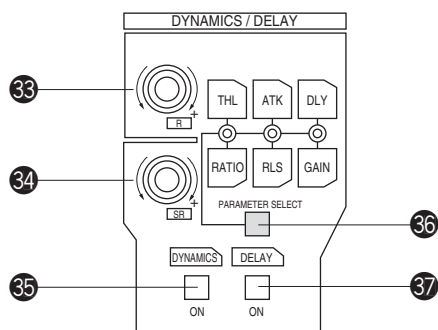 DYNAMICS / DELAY
33
R
+
THL ATK DLY
RATIO RLS GAIN
34
SR
+
PARAMETER SELECT
36
DYNAMICS DELAY
35
37
ON ON